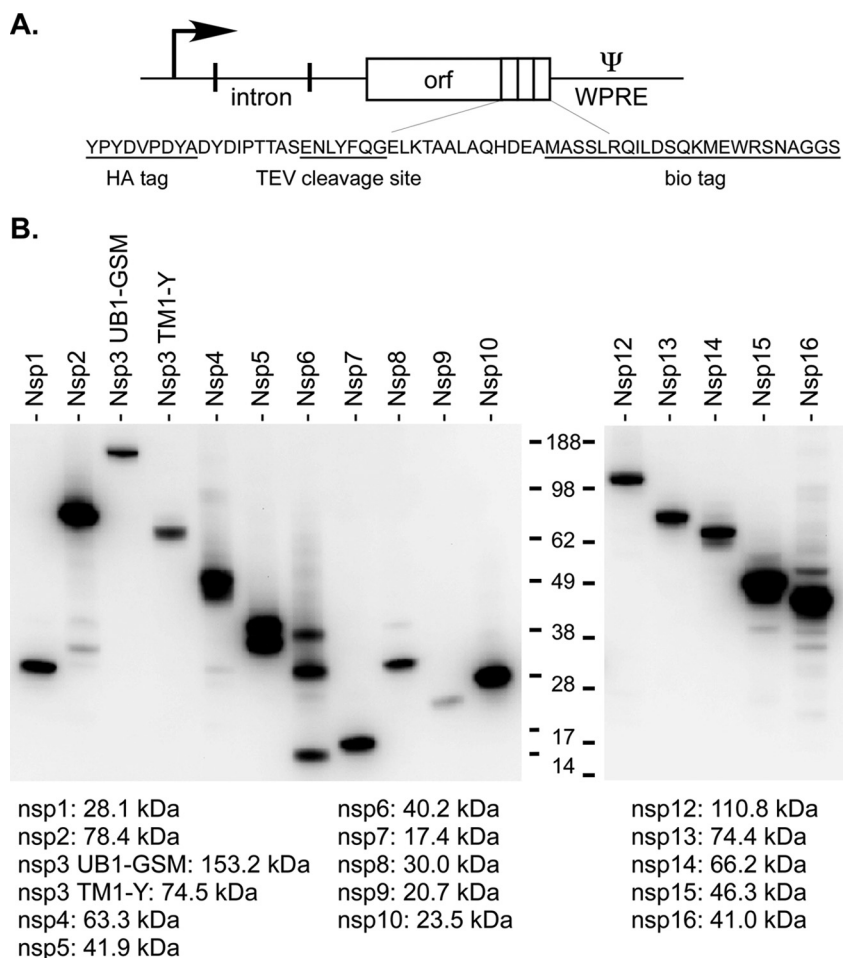 A.
Ψ
orf
intron
WPRE
YPYDVPDYADYDIPTTASENLYFQGELKTAALAQHDEAMASSLRQILDSQKMEWRSNAGGS
HA tag TEV cleavage site bio tag
B.
Nsp1
Nsp2
Nsp3 UB1-GSM
Nsp3 TM1-Y
Nsp4
Nsp5
Nsp6
Nsp7
Nsp8
Nsp9
Nsp10
Nsp12
Nsp13
Nsp14
Nsp15
Nsp16
188
98
62
49
38
28
17
14
nsp1: 28.1 kDa
nsp2: 78.4 kDa
nsp3 UB1-GSM: 153.2 kDa
nsp3 TM1-Y: 74.5 kDa
nsp4: 63.3 kDa
nsp5: 41.9 kDa
nsp6: 40.2 kDa
nsp7: 17.4 kDa
nsp8: 30.0 kDa
nsp9: 20.7 kDa
nsp10: 23.5 kDa
nsp12: 110.8 kDa
nsp13: 74.4 kDa
nsp14: 66.2 kDa
nsp15: 46.3 kDa
nsp16: 41.0 kDa